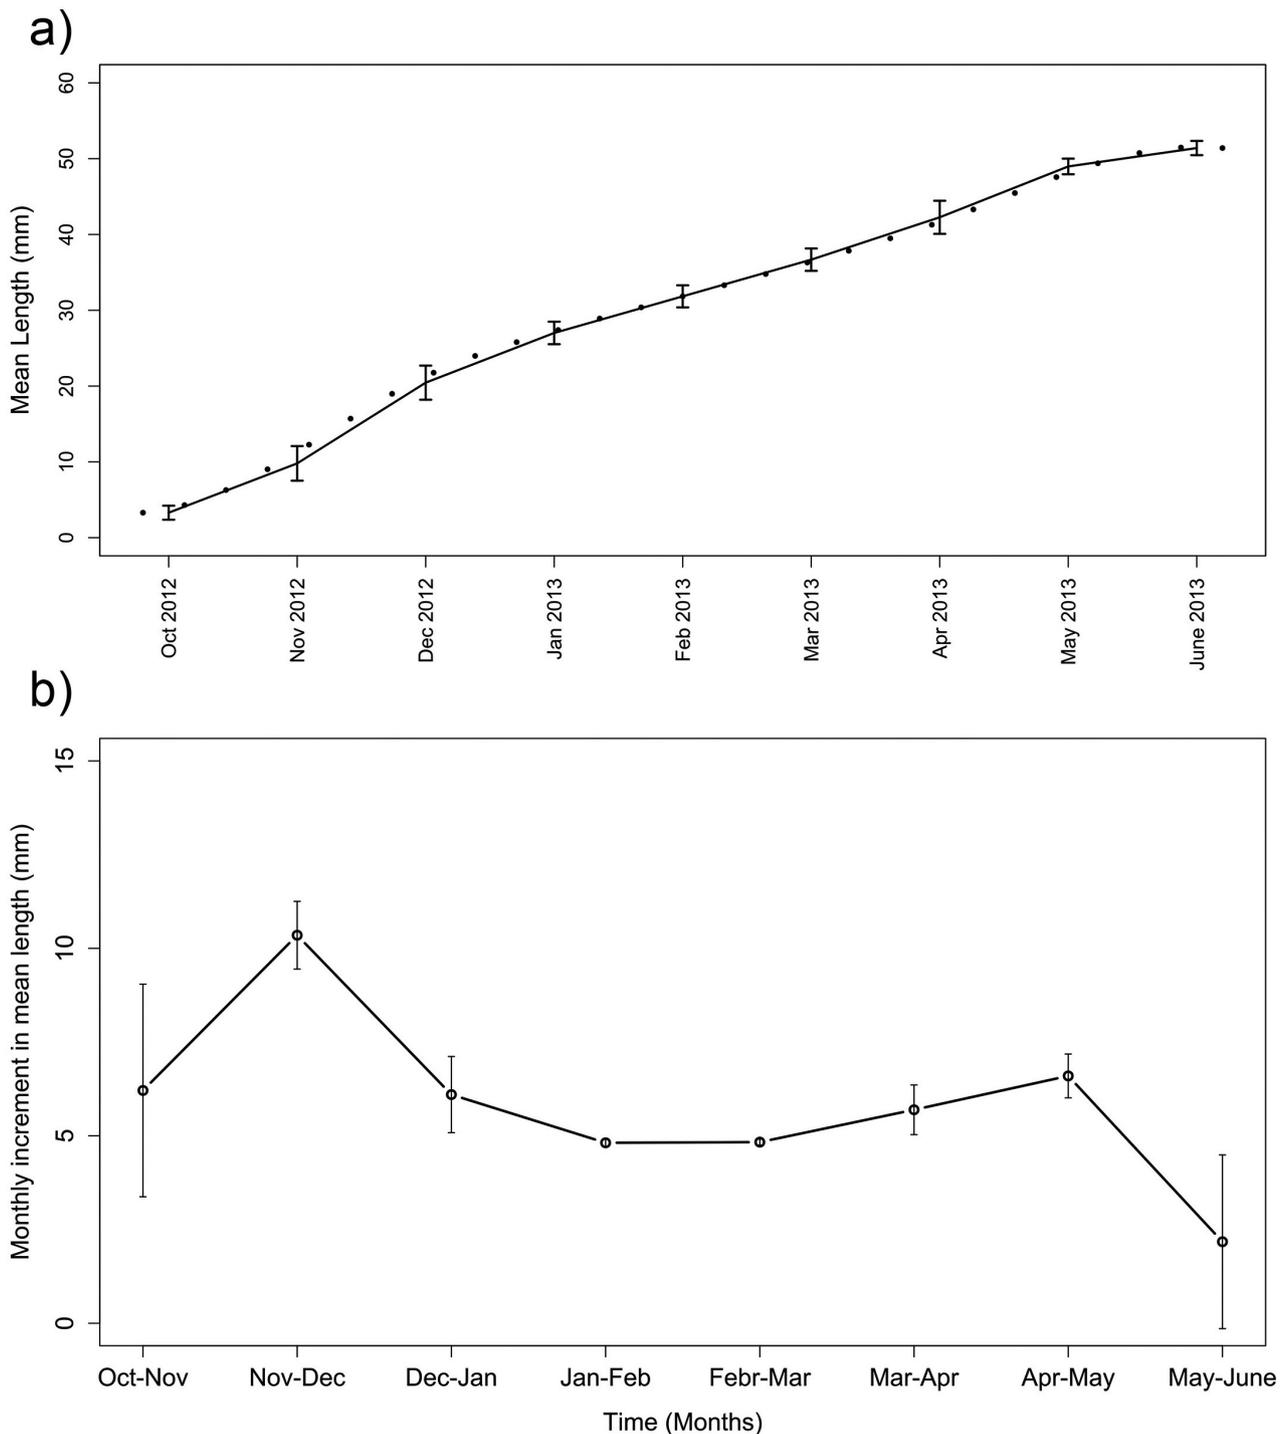 a)
Mean Length (mm)
60
50
40
30
20
10
0
Oct 2012
Nov 2012
Dec 2012
Jan 2013
Feb 2013
Mar 2013
Apr 2013
May 2013
June 2013
b)
Monthly increment in mean length (mm)
15
10
5
0
Oct-Nov
Nov-Dec
Dec-Jan
Jan-Feb
Febr-Mar
Mar-Apr
Apr-May
May-June
Time (Months)